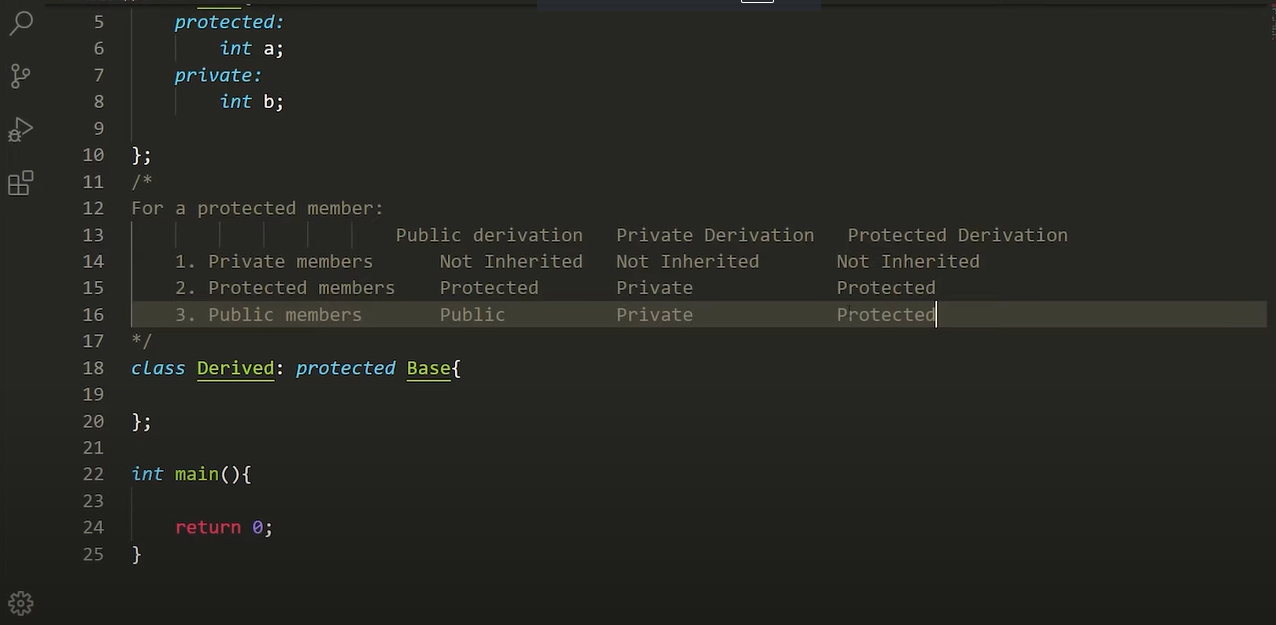 5 protected:
6 int a;
7 private:
8 int b;
9
10 };
11 /*
12 For a protected member:
13 Public derivation Private Derivation Protected Derivation
14 1. Private members Not Inherited Not Inherited Not Inherited
15 2. Protected members Protected Private Protected
16 3. Public members Public Private Protected
17 */
18 class Derived: protected Base{
19
20 };
21
22 int main(){
23
24 return 0;
25 }